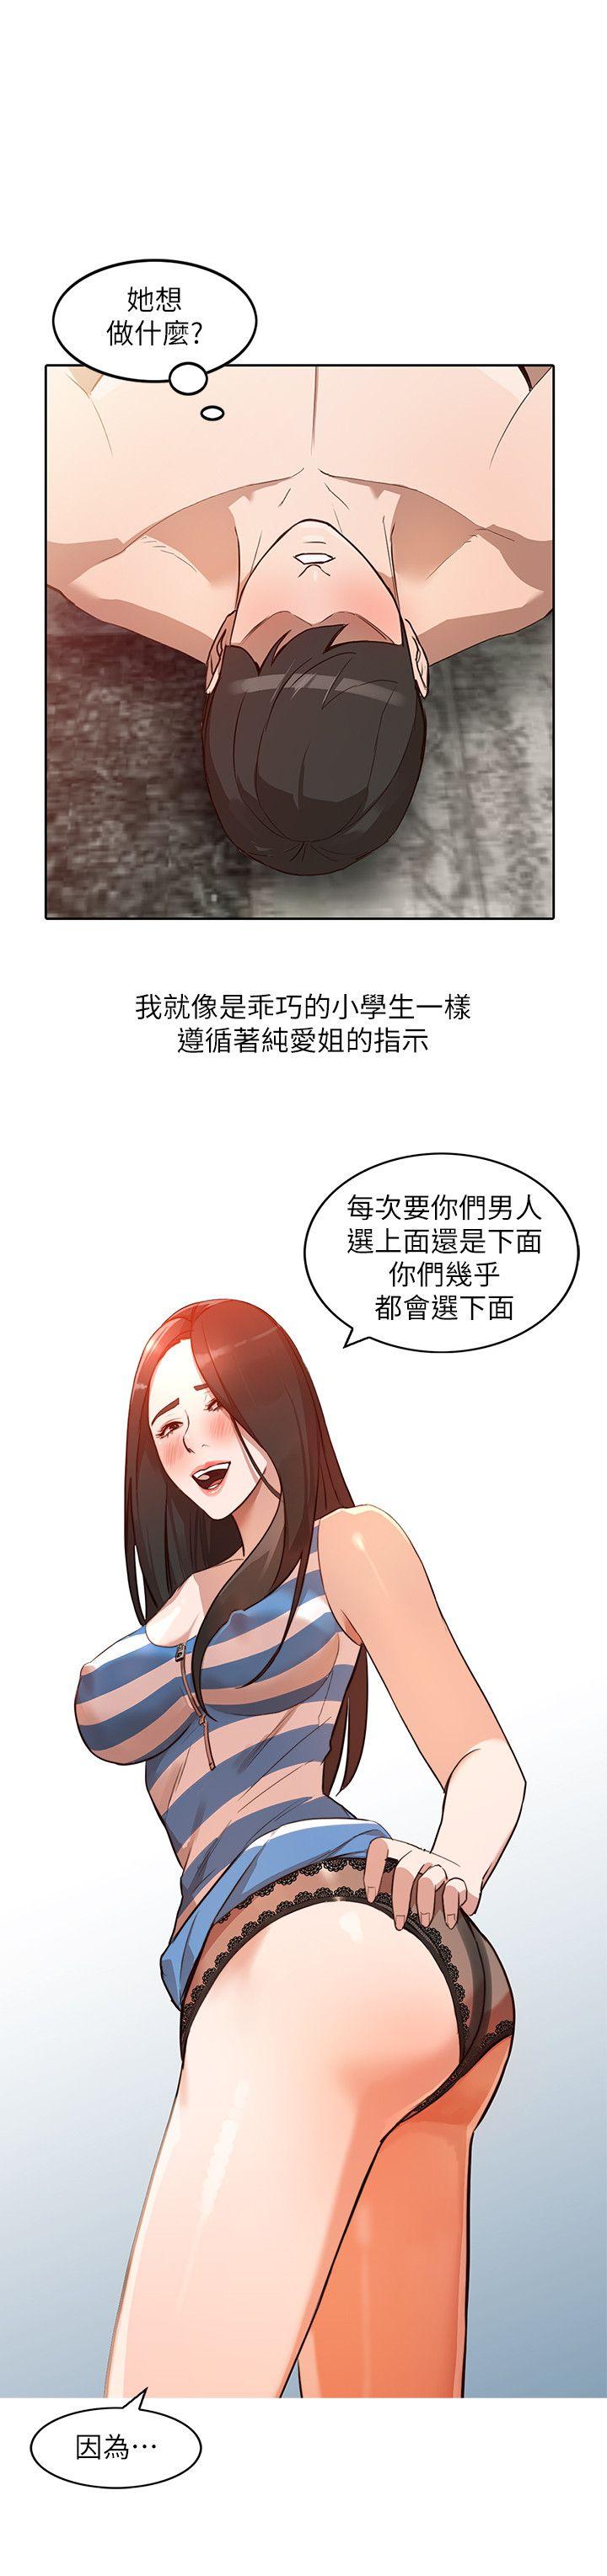 她想
做什麼?
我就像是乖巧的小學生一樣
遵循著純愛姐的指示
每次要你們男人
選上面還是下面
你們幾乎
都會選下面
因為⋯